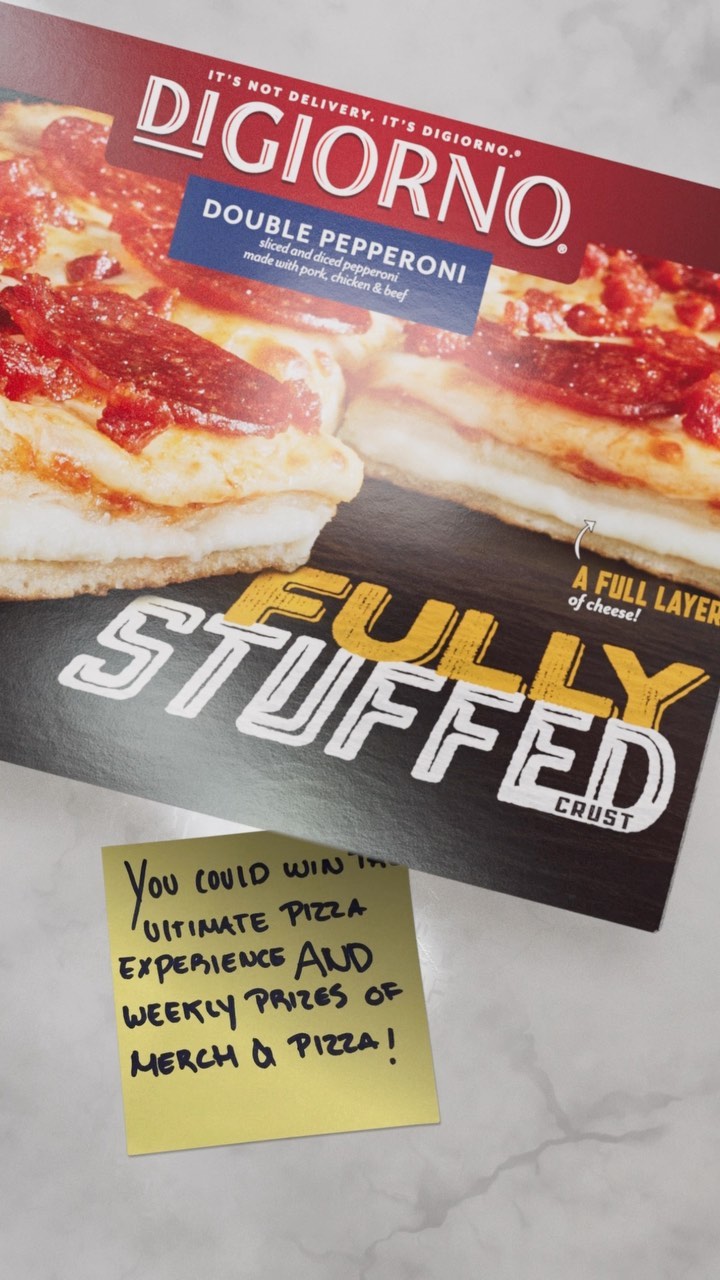 IT'S NOT DELIVERY. IT'S DIGIORNO.®
DIGIORNO®
DOUBLE PEPPERONI
sliced and diced pepperoni
made with pork, chicken & beef
A FULL LAYER
of cheese!
FULLY
STUFFED
CRUST
YOU COULD WIN
ULTIMATE PIZZA
EXPERIENCE AND
WEEKLY PRIZES OF
MERCH & PIZZA!